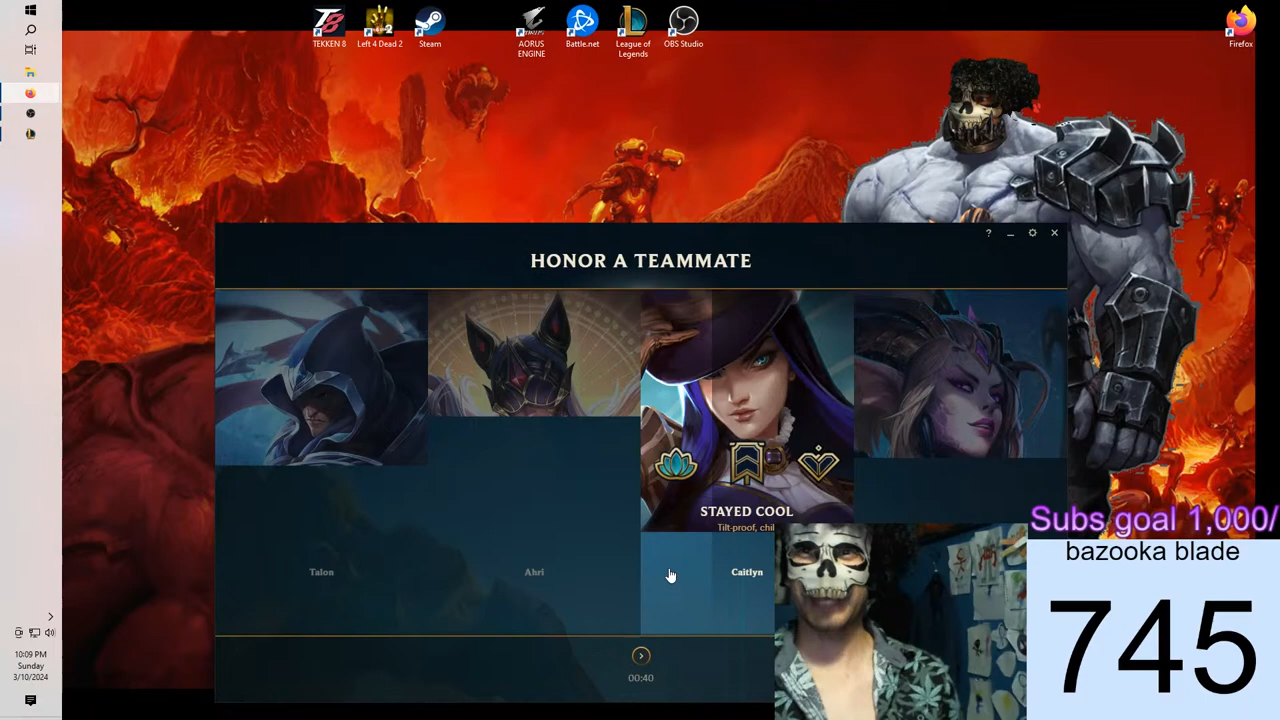 TEKKEN 8
Left 4 Dead 2
Steam
AORUS
ENGINE
Battle.net
League of
Legends
OBS Studio
Firefox
?
HONOR A TEAMMATE
STAYED COOL
Tilt-proof, chil
Talon
Ahri
Caitlyn
00:40
Subs goal 1,000/
bazooka blade
745
10:09 PM
Sunday
3/10/2024